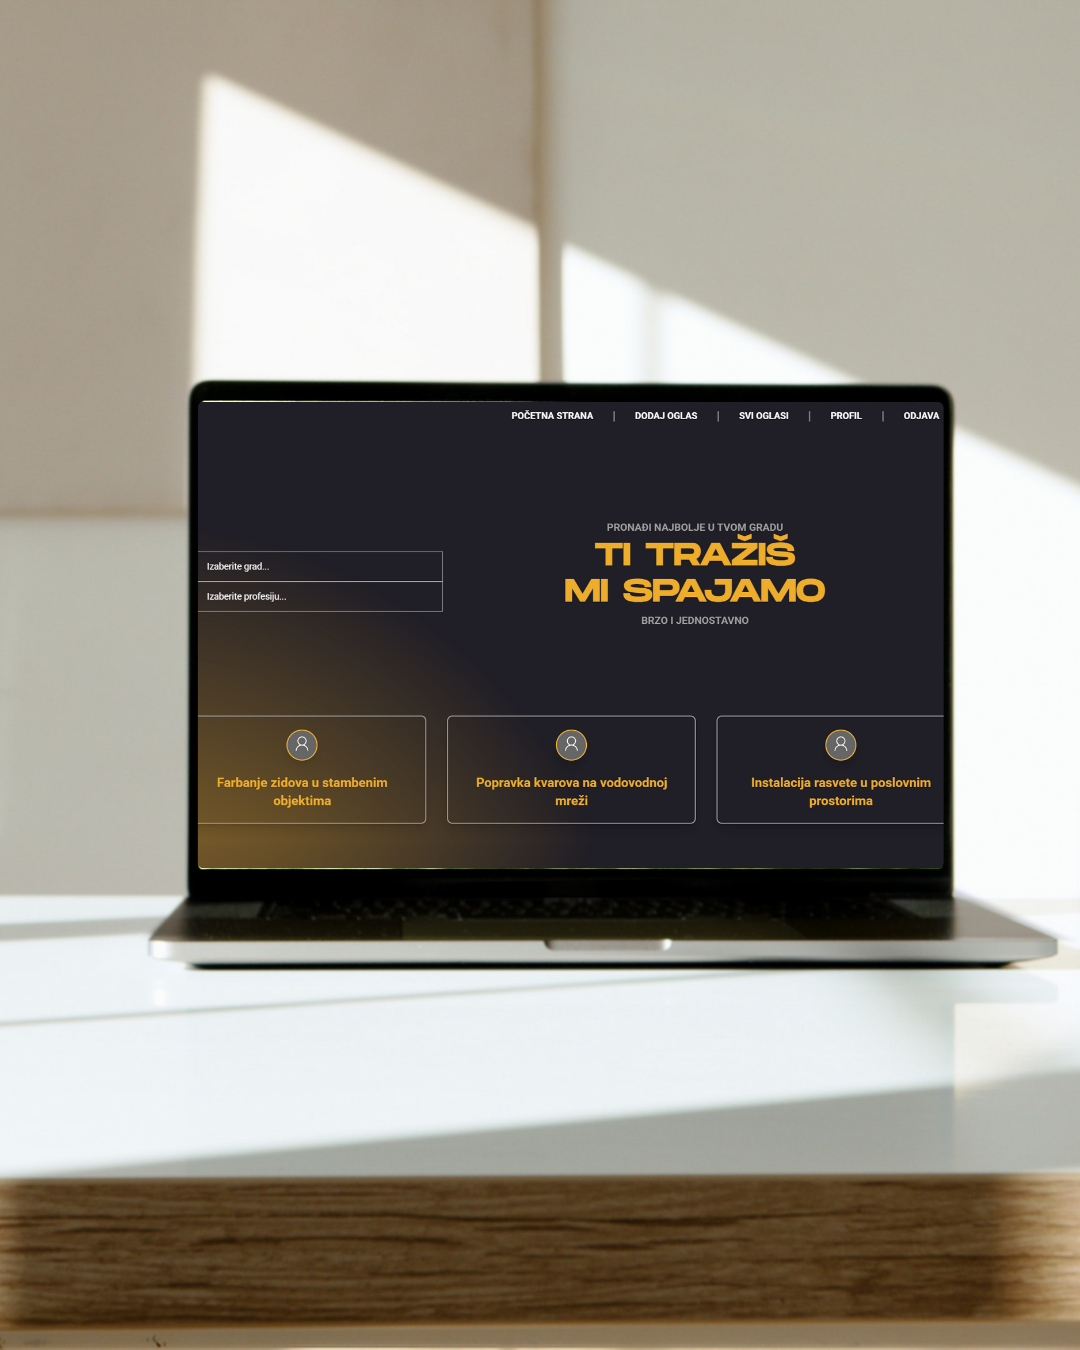 POČETNA STRANA | DODAJ OGLAS | SVI OGLASI | PROFIL | ODJAVA
PRONAĐI NAJBOLJE U TVOM GRADU
TI TRAŽIŠ
MI SPAJAMO
BRZO I JEDNOSTAVNO
Izaberite grad...
Izaberite profesiju...
Farbanje zidova u stambenim
objektima
Popravka kvarova na vodovodnoj
mreži
Instalacija rasvete u poslovnim
prostorima